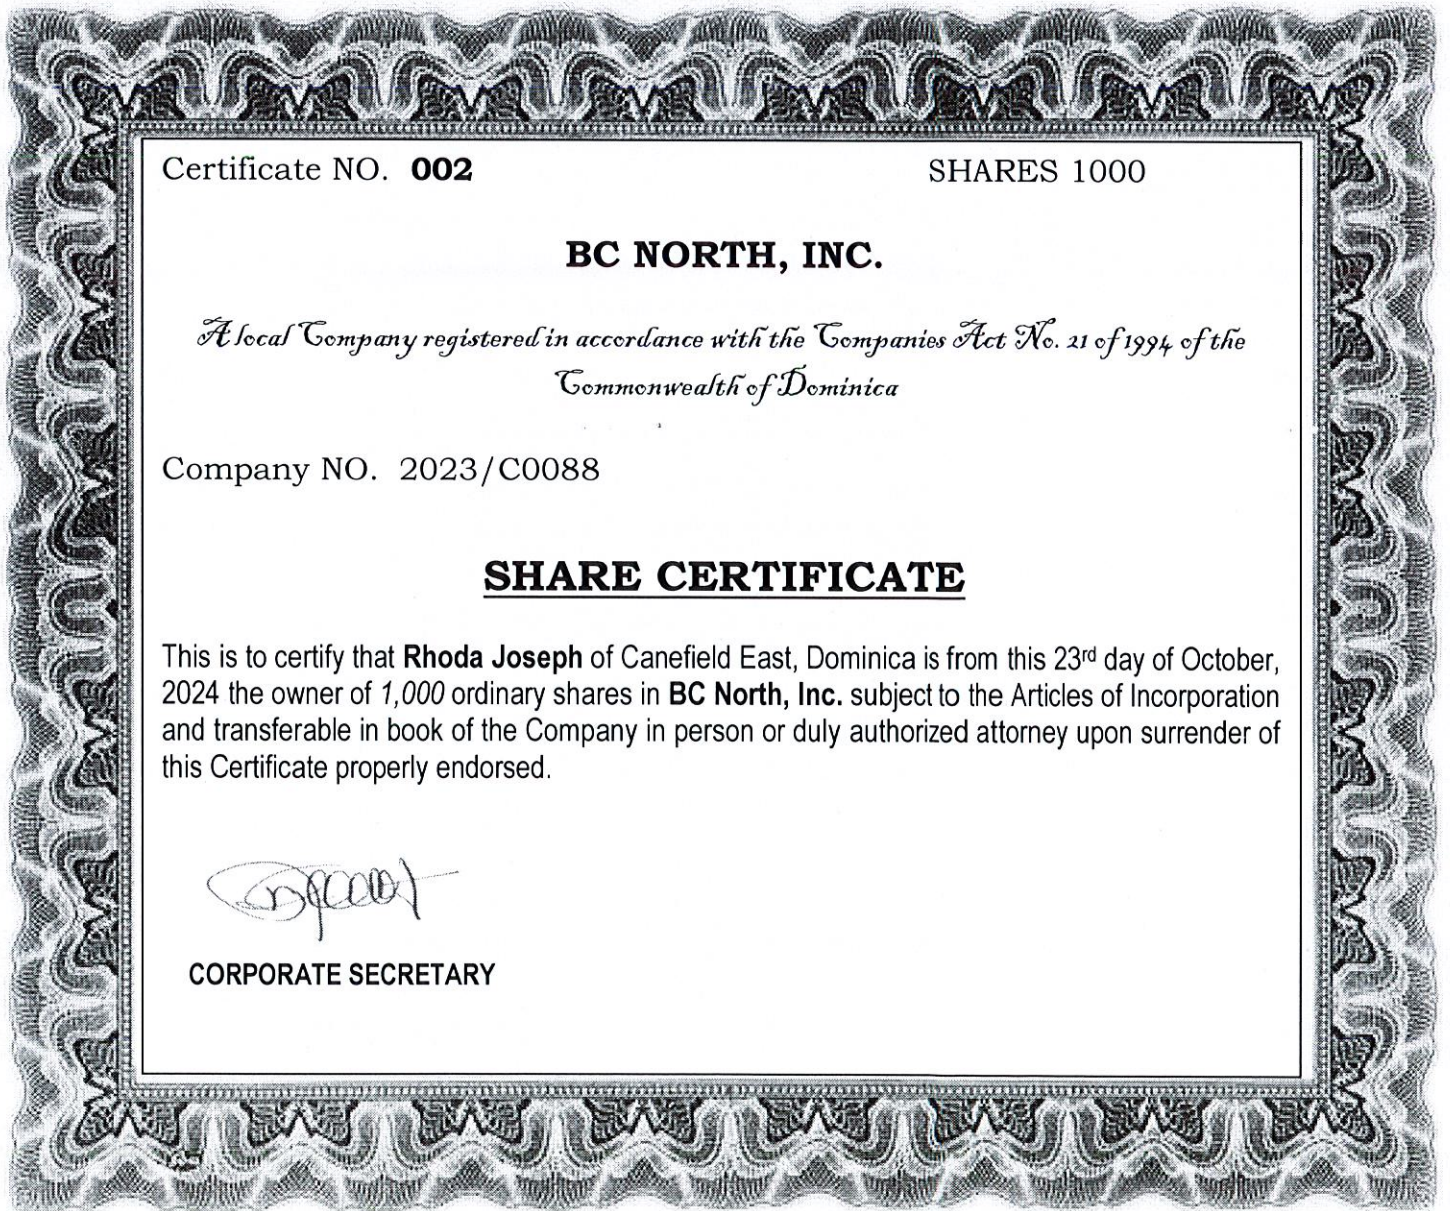 Certificate NO. 002 SHARES 1000
BC NORTH, INC.
A local Company registered in accordance with the Companies Act No. 21 of 1994 of the
Commonwealth of Dominica
Company NO. 2023/C0088
SHARE CERTIFICATE
This is to certify that Rhoda Joseph of Canefield East, Dominica is from this 23rd day of October,
2024 the owner of 1,000 ordinary shares in BC North, Inc. subject to the Articles of Incorporation
and transferable in book of the Company in person or duly authorized attorney upon surrender of
this Certificate properly endorsed.
CORPORATE SECRETARY